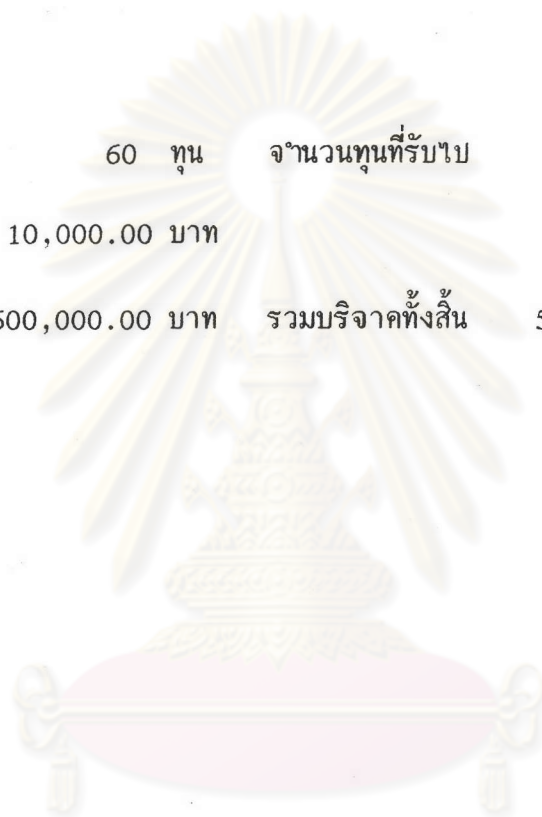 60 ทุน จำนวนทุนที่รับไป
10,000.00 บาท
600,000.00 บาท รวมบริจาคทั้งสิ้น 5